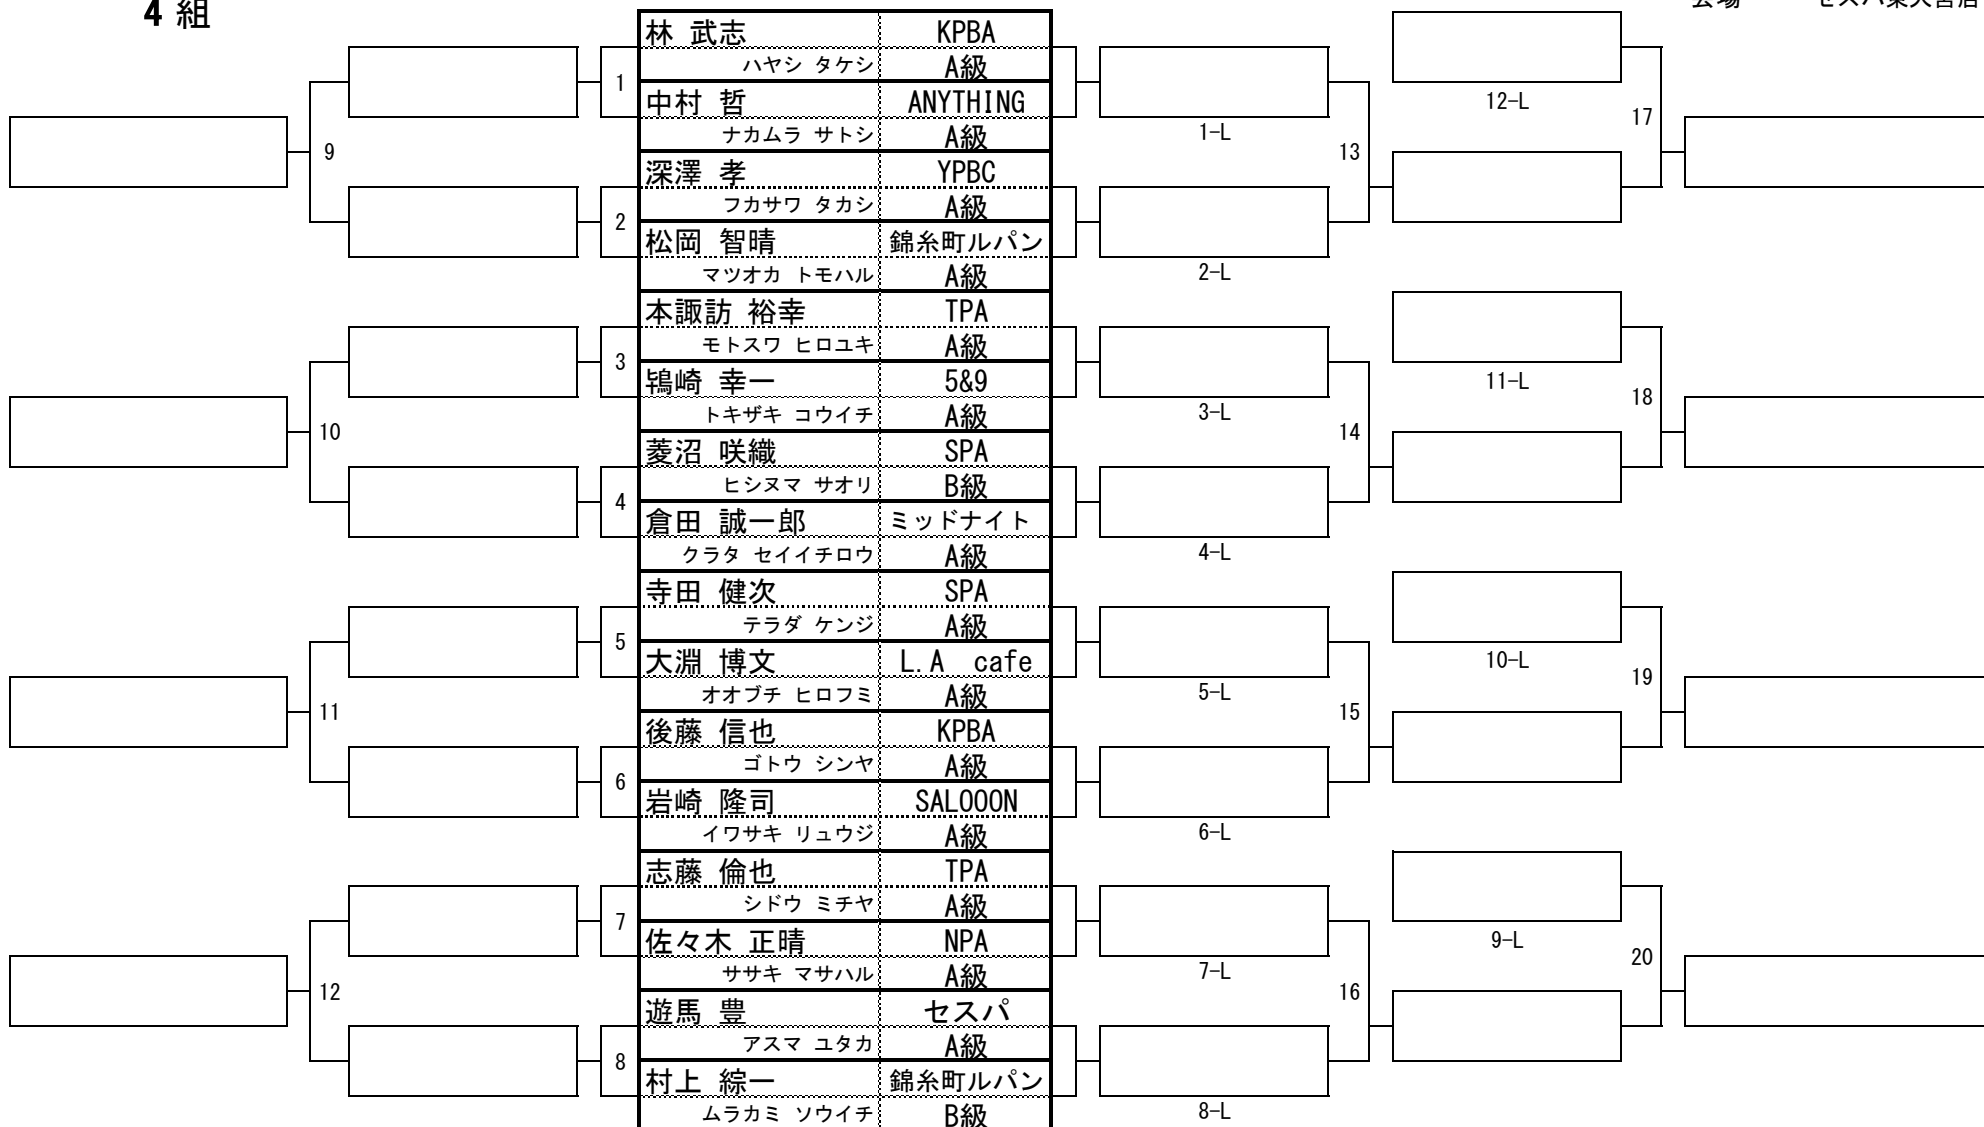 4 組
林 武志 KPBA
ハヤシ タケシ A級
1
中村 哲 ANYTHING
ナカムラ サトシ A級
深澤 孝 YPBC
フカサワ タカシ A級
2
松岡 智晴 錦糸町ルパン
マツオカ トモハル A級
本諏訪 裕幸 TPA
モトスワ ヒロユキ A級
3
鴇崎 幸一 5&9
トキザキ コウイチ A級
菱沼 咲織 SPA
ヒシヌマ サオリ B級
4
倉田 誠一郎 ミッドナイト
クラタ セイイチロウ A級
寺田 健次 SPA
テラダ ケンジ A級
5
大淵 博文 L.A cafe
オオブチ ヒロフミ A級
後藤 信也 KPBA
ゴトウ シンヤ A級
6
岩崎 隆司 SALOOON
イワサキ リュウジ A級
志藤 倫也 TPA
シドウ ミチヤ A級
7
佐々木 正晴 NPA
ササキ マサハル A級
遊馬 豊 セスパ
アスマ ユタカ A級
8
村上 綜一 錦糸町ルパン
ムラカミ ソウイチ B級
9
10
11
12
1-L
2-L
3-L
4-L
5-L
6-L
7-L
8-L
13
14
15
16
12-L
11-L
10-L
9-L
17
18
19
20